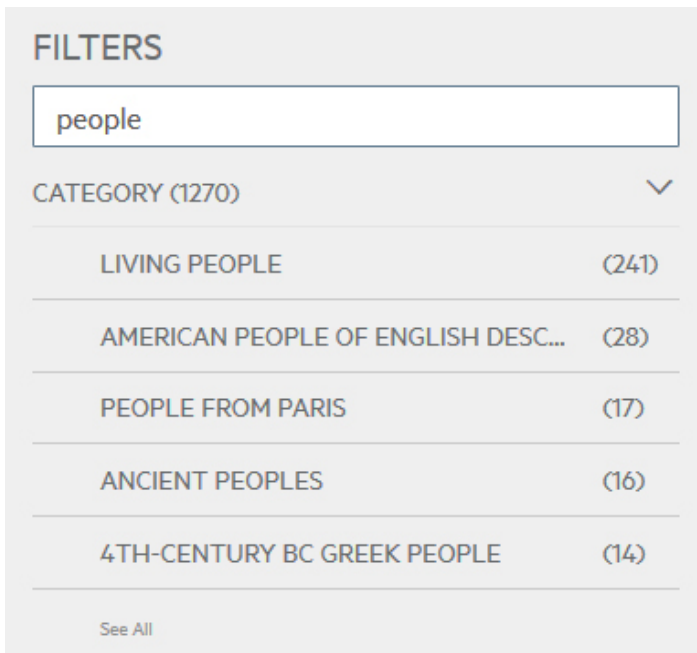 FILTERS
people
CATEGORY (1270)
LIVING PEOPLE (241)
AMERICAN PEOPLE OF ENGLISH DESC... (28)
PEOPLE FROM PARIS (17)
ANCIENT PEOPLES (16)
4TH-CENTURY BC GREEK PEOPLE (14)
See All